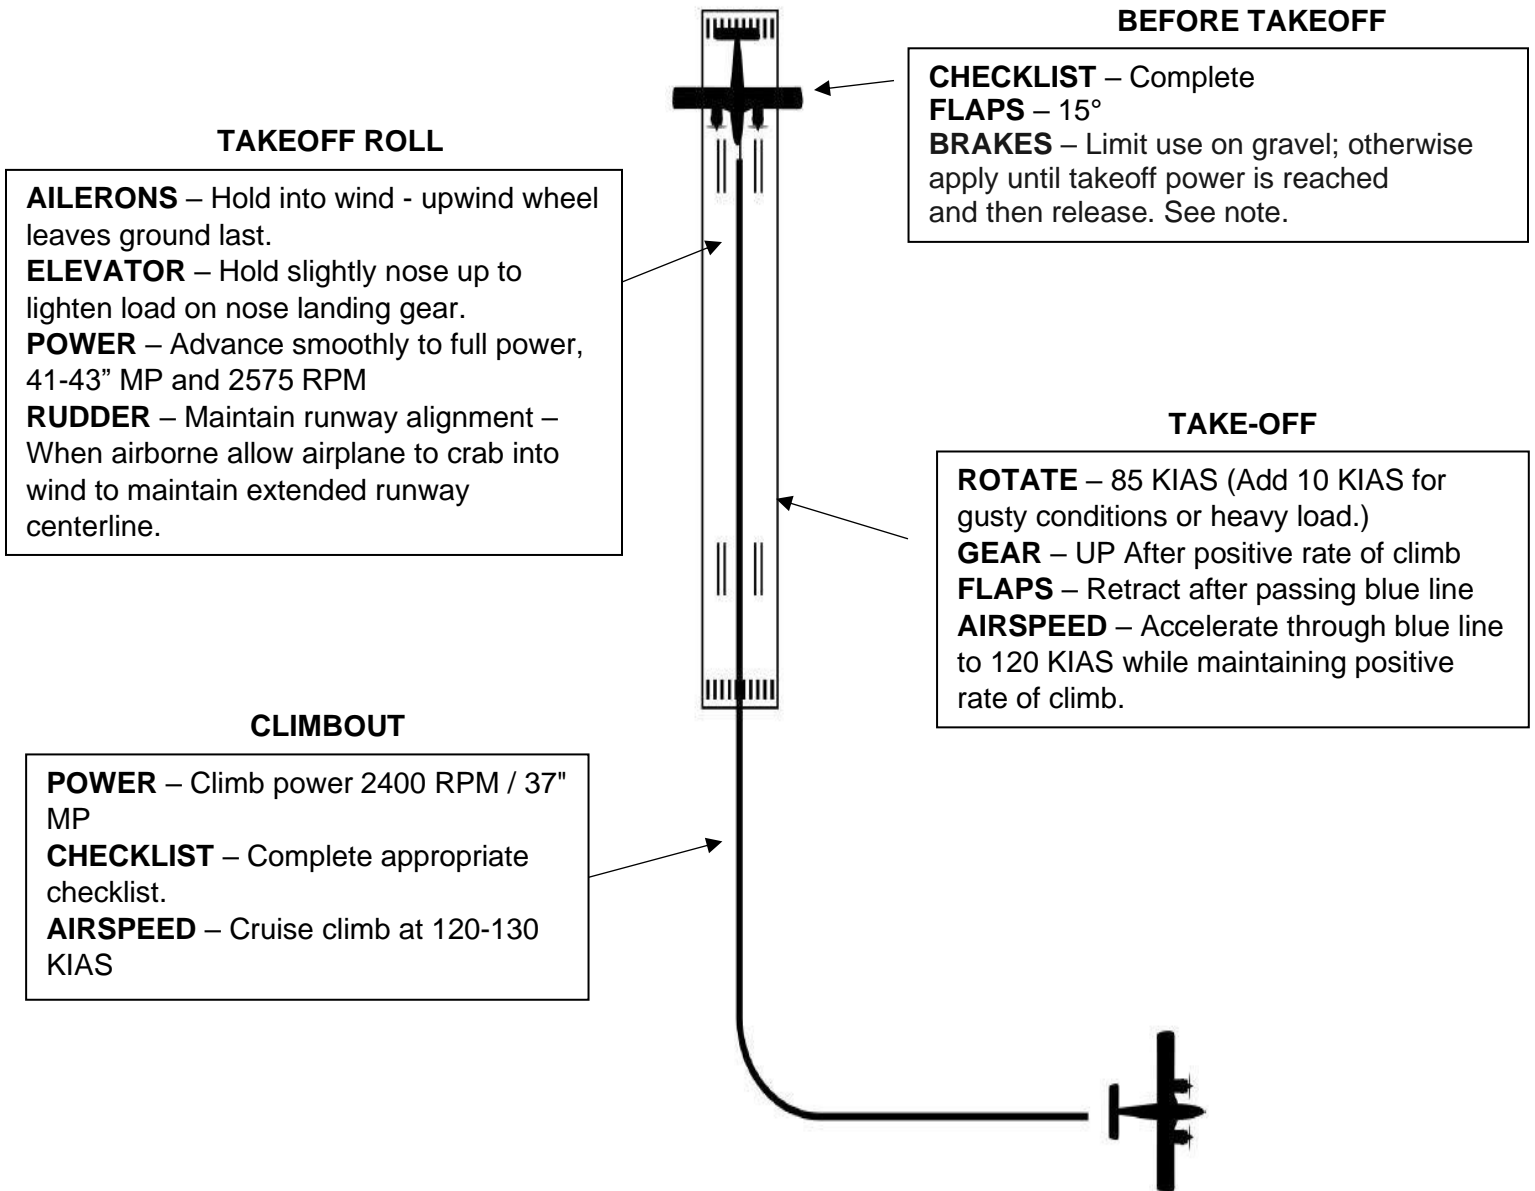 BEFORE TAKEOFF
CHECKLIST – Complete
FLAPS – 15°
BRAKES – Limit use on gravel; otherwise
apply until takeoff power is reached
and then release. See note.
TAKEOFF ROLL
AILERONS – Hold into wind - upwind wheel
leaves ground last.
ELEVATOR – Hold slightly nose up to
lighten load on nose landing gear.
POWER – Advance smoothly to full power,
41-43” MP and 2575 RPM
RUDDER – Maintain runway alignment –
When airborne allow airplane to crab into
wind to maintain extended runway
centerline.
TAKE-OFF
ROTATE – 85 KIAS (Add 10 KIAS for
gusty conditions or heavy load.)
GEAR – UP After positive rate of climb
FLAPS – Retract after passing blue line
AIRSPEED – Accelerate through blue line
to 120 KIAS while maintaining positive
rate of climb.
CLIMBOUT
POWER – Climb power 2400 RPM / 37"
MP
CHECKLIST – Complete appropriate
checklist.
AIRSPEED – Cruise climb at 120-130
KIAS